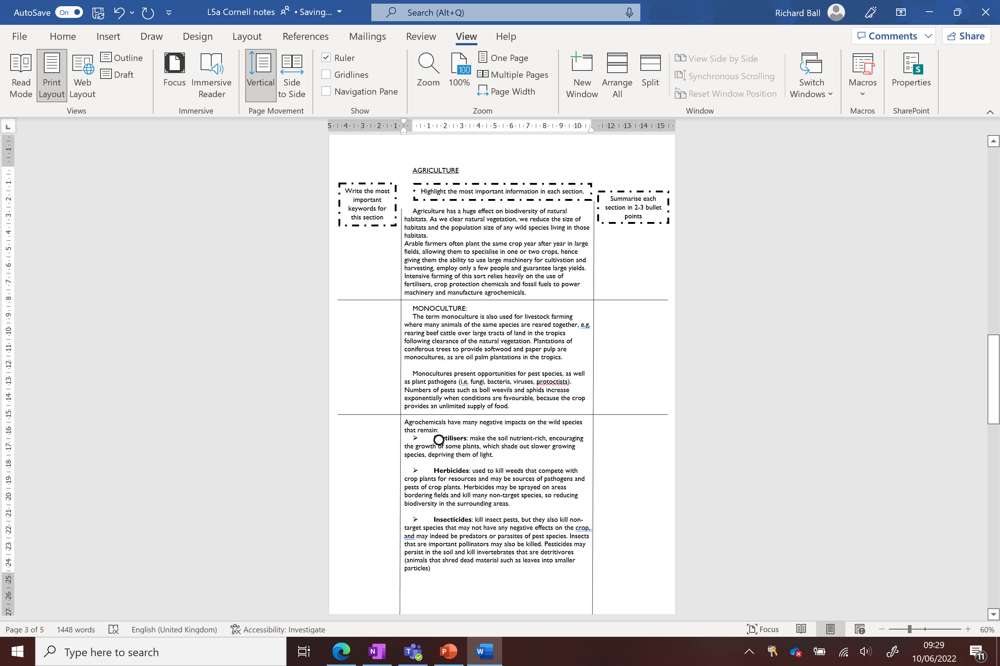 AutoSave On L5a Cornell notes • Saving... Search (Alt+Q) Richard Ball
File Home Insert Draw Design Layout References Mailings Review View Help Comments Share
Read Mode
Print Layout
Web Layout
Outline
Draft
Views
Focus
Immersive Reader
Immersive
Vertical
Side to Side
Page Movement
Ruler
Gridlines
Navigation Pane
Show
Zoom
100
100%
One Page
Multiple Pages
Page Width
Zoom
New Window
Arrange All
Split
View Side by Side
Synchronous Scrolling
Reset Window Position
Switch Windows
Window
Macros
Macros
S
Properties
SharePoint
L
5 4 3 2 1 1 2 3 4 5 6 7 8 9 10 12 13 14 15
1 1 2 3 4 5 6 7 8 9 10 11 12 13 14 15 16 17 18 19 20 21 22 23 24 25 26 27
AGRICULTURE
Write the most
important
keywords for
this section
Highlight the most important information in each section.
Summarise each
section in 2-3 bullet
points
Agriculture has a huge effect on biodiversity of natural
habitats. As we clear natural vegetation, we reduce the size of
habitats and the population size of any wild species living in those
habitats.
Arable farmers often plant the same crop year after year in large
fields, allowing them to specialise in one or two crops, hence
giving them the ability to use large machinery for cultivation and
harvesting, employ only a few people and guarantee large yields.
Intensive farming of this sort relies heavily on the use of
fertilisers, crop protection chemicals and fossil fuels to power
machinery and manufacture agrochemicals.
MONOCULTURE:
The term monoculture is also used for livestock farming
where many animals of the same species are reared together, e.g.
rearing beef cattle over large tracts of land in the tropics
following clearance of the natural vegetation. Plantations of
coniferous trees to provide softwood and paper pulp are
monocultures, as are oil palm plantations in the tropics.
Monocultures present opportunities for pest species, as well
as plant pathogens (i.e. fungi, bacteria, viruses, protoctists).
Numbers of pests such as boll weevils and aphids increase
exponentially when conditions are favourable, because the crop
provides an unlimited supply of food.
Agrochemicals have many negative impacts on the wild species
that remain:
➢ tilisers: make the soil nutrient-rich, encouraging
the growth of some plants, which shade out slower growing
species, depriving them of light.
➢ Herbicides: used to kill weeds that compete with
crop plants for resources and may be sources of pathogens and
pests of crop plants. Herbicides may be sprayed on areas
bordering fields and kill many non-target species, so reducing
biodiversity in the surrounding areas.
➢ Insecticides: kill insect pests, but they also kill non-
target species that may not have any negative effects on the crop,
and may indeed be predators or parasites of pest species. Insects
that are important pollinators may also be killed. Pesticides may
persist in the soil and kill invertebrates that are detritivores
(animals that shred dead material such as leaves into smaller
particles)
Page 3 of 5 1448 words English (United Kingdom) Accessibility: Investigate Focus 60%
Type here to search
N
T
P
W
09:29
10/06/2022
11